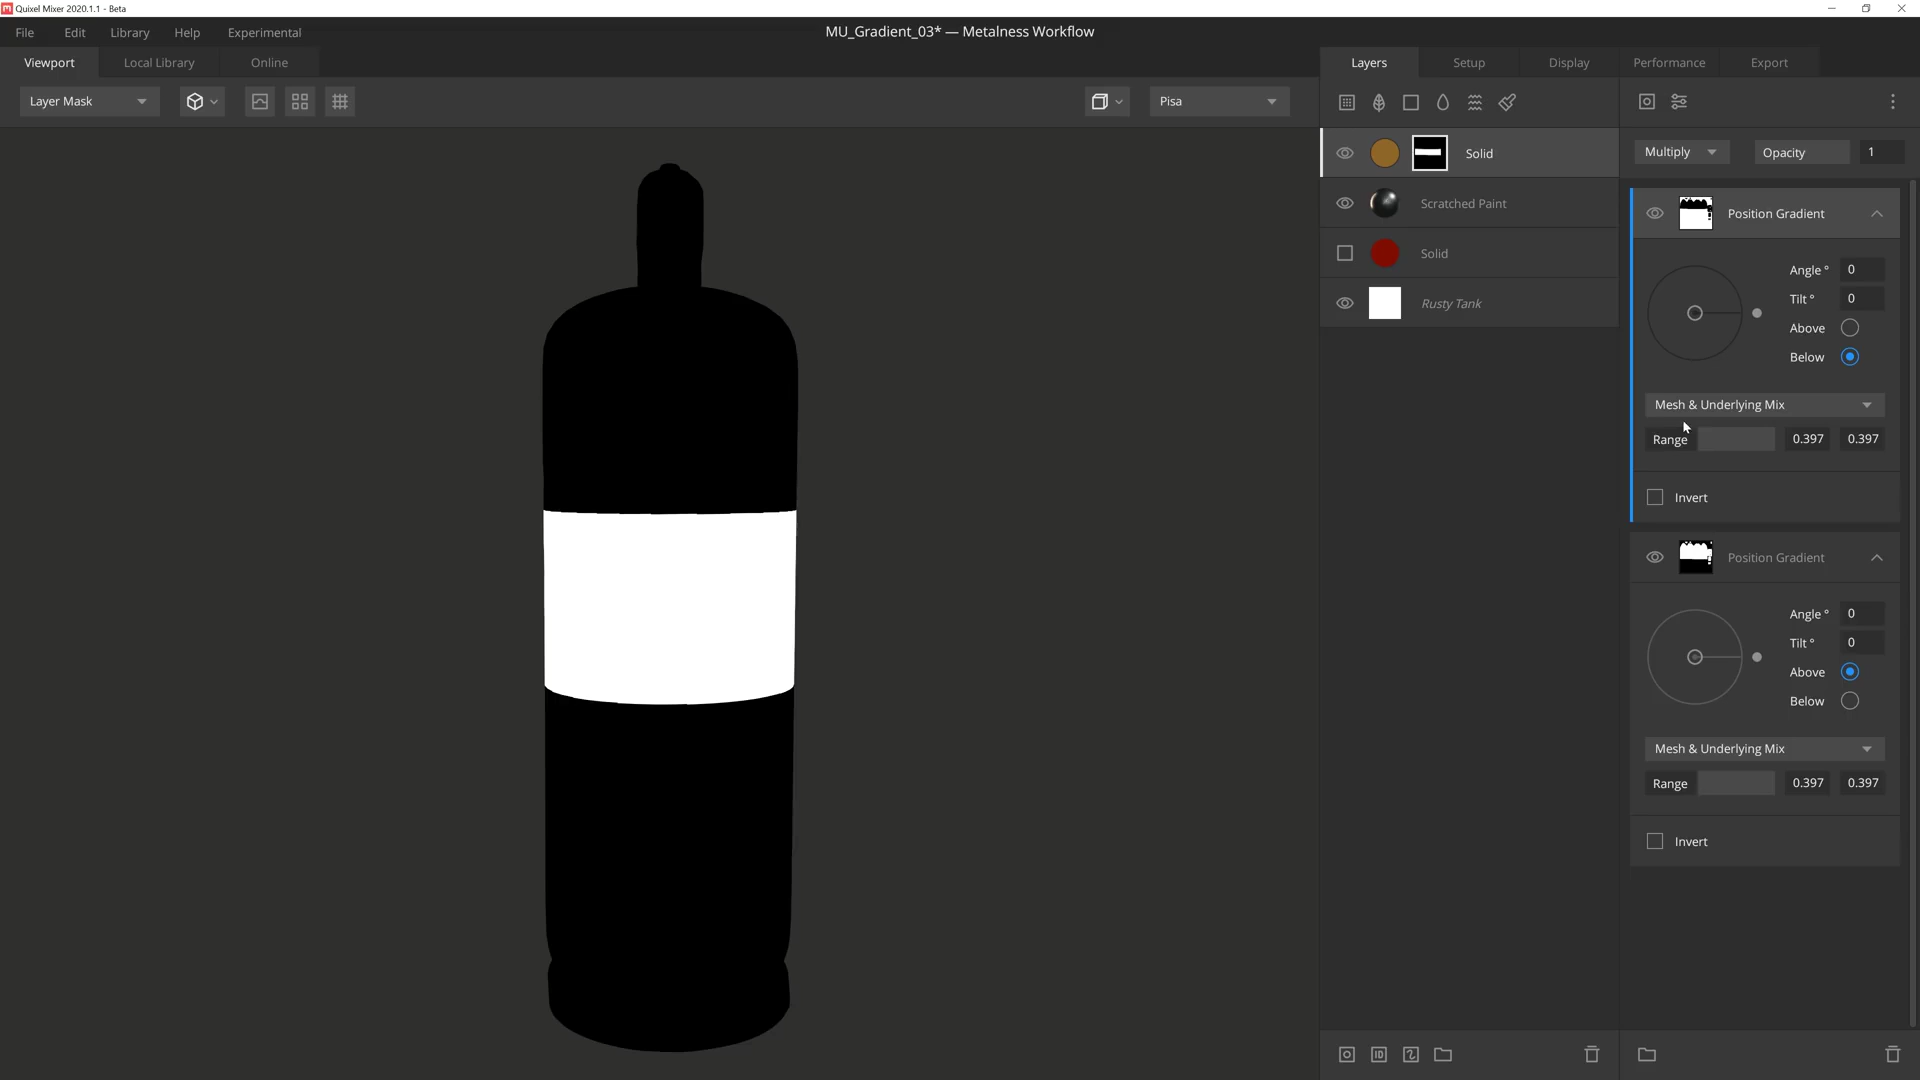 Quixel Mixer 2020.1.1 - Beta
File Edit Library Help Experimental
MU_Gradient_03* — Metalness Workflow
Viewport Local Library Online
Layers Setup Display Performance Export
Layer Mask
Pisa
Multiply Opacity 1
Solid
Scratched Paint
Solid
Rusty Tank
Position Gradient
Angle ° 0
Tilt ° 0
Above
Below
Mesh & Underlying Mix
Range 0.397 0.397
Invert
Position Gradient
Angle ° 0
Tilt ° 0
Above
Below
Mesh & Underlying Mix
Range 0.397 0.397
Invert
ID